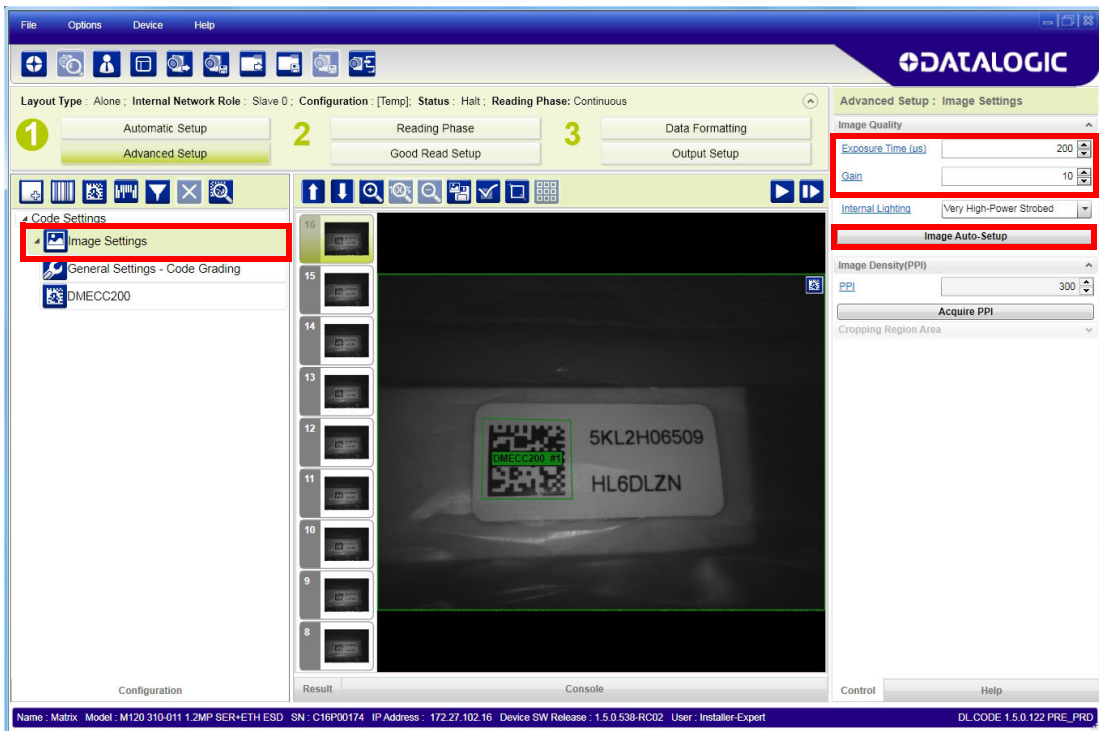 File Options Device Help
DATALOGIC
Layout Type : Alone ; Internal Network Role : Slave 0 ; Configuration : [Temp]; Status : Halt ; Reading Phase: Continuous
1 Automatic Setup 2 Reading Phase 3 Data Formatting
Advanced Setup Good Read Setup Output Setup
Code Settings
Image Settings
General Settings - Code Grading
DMECC200
Configuration
100%
16
15
14
13
12
11
10
9
8
5KL2H06509
DMECC200 #1
HL6DLZN
Result Console
Advanced Setup : Image Settings
Image Quality
Exposure Time (µs) 200
Gain 10
Internal Lighting Very High-Power Strobed
Image Auto-Setup
Image Density(PPI)
PPI 300
Acquire PPI
Cropping Region Area
Control Help
Name : Matrix Model : M120 310-011 1.2MP SER+ETH ESD SN : C16P00174 IP Address : 172.27.102.16 Device SW Release : 1.5.0.538-RC02 User : Installer-Expert DL.CODE 1.5.0.122 PRE_PRD